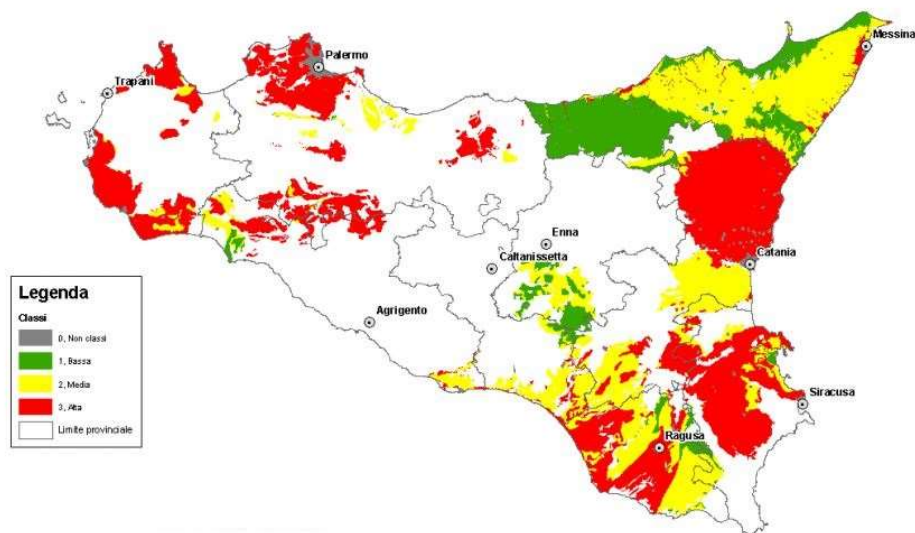 Messina
Palermo
Trapani
Enna
Catania
Caltanissetta
Agrigento
Siracusa
Ragusa
Legenda
Classi
0, Non classi
1, Bassa
2, Media
3, Alta
Limite provinciale